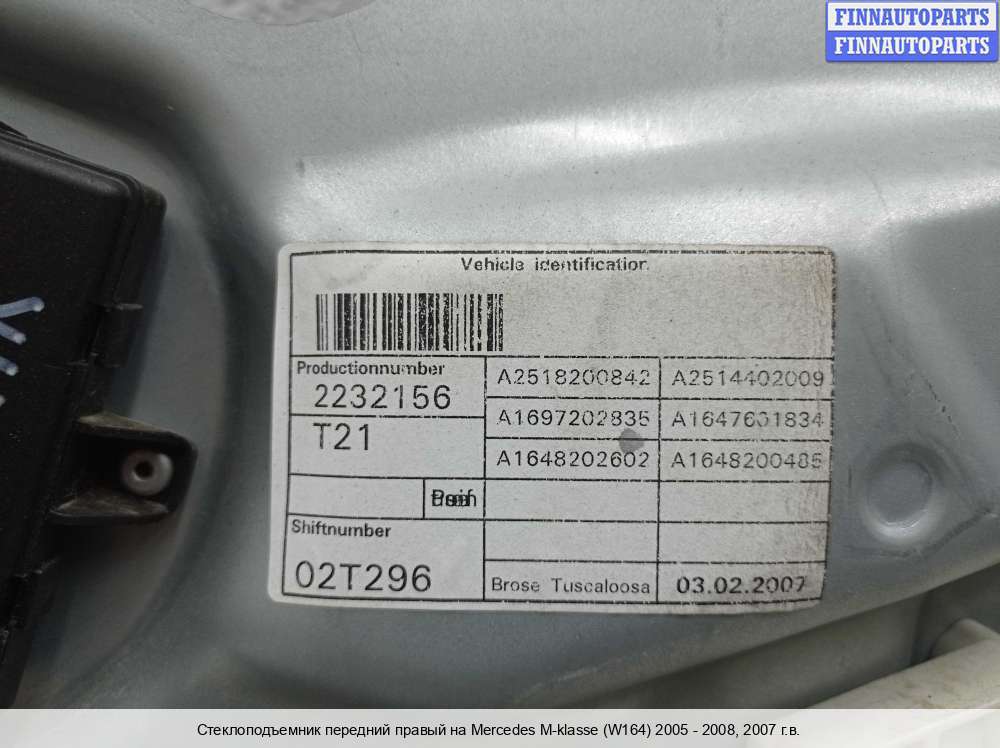 FINNAUTOPARTS
FINNAUTOPARTS
Vehicle identification
Productionnumber
2232156
T21
A2518200842 A2514402009
A1697202835 A1647601834
A1648202602 A1648200485
Shiftnumber
02T296
Brose Tuscaloosa 03.02.2007
Стеклоподъемник передний правый на Mercedes M-klasse (W164) 2005 - 2008, 2007 г.в.